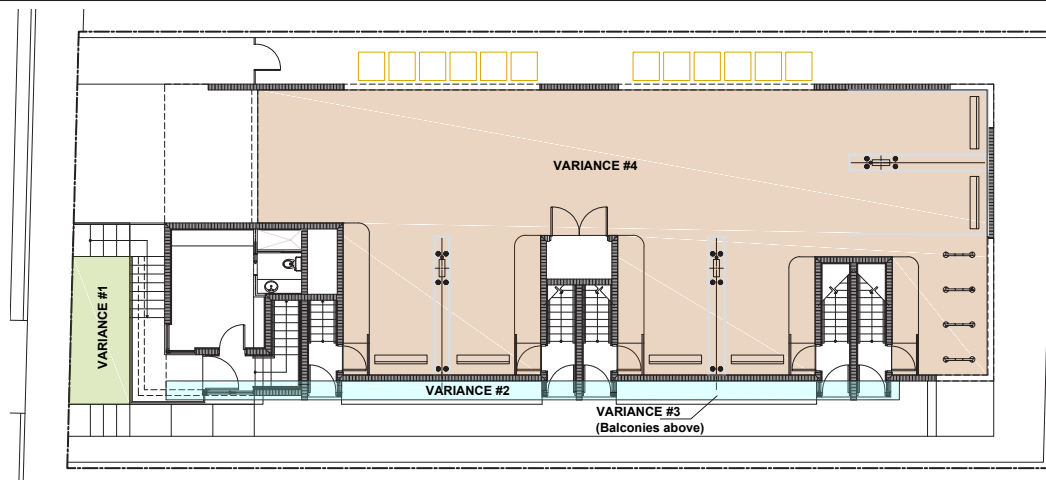 VARIANCE #4
VARIANCE #1
VARIANCE #2
VARIANCE #3
(Balconies above)